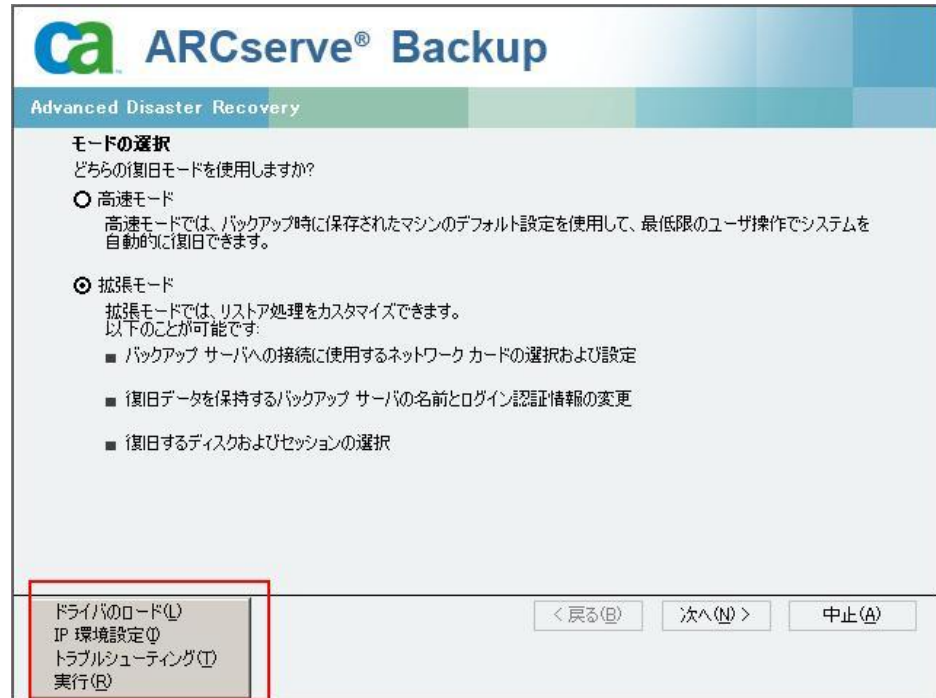 ca ARCserve® Backup
Advanced Disaster Recovery
モードの選択
どちらの復旧モードを使用しますか?
高速モード
高速モードでは、バックアップ時に保存されたマシンのデフォルト設定を使用して、最低限のユーザ操作でシステムを
自動的に復旧できます。
拡張モード
拡張モードでは、リストア処理をカスタマイズできます。
以下のことが可能です:
■ バックアップ サーバへの接続に使用するネットワーク カードの選択および設定
■ 復旧データを保持するバックアップ サーバの名前とログイン認証情報の変更
■ 復旧するディスクおよびセッションの選択
ドライバのロード(L)
IP 環境設定(I)
トラブルシューティング(T)
実行(R)
< 戻る(B)
次へ(N) >
中止(A)